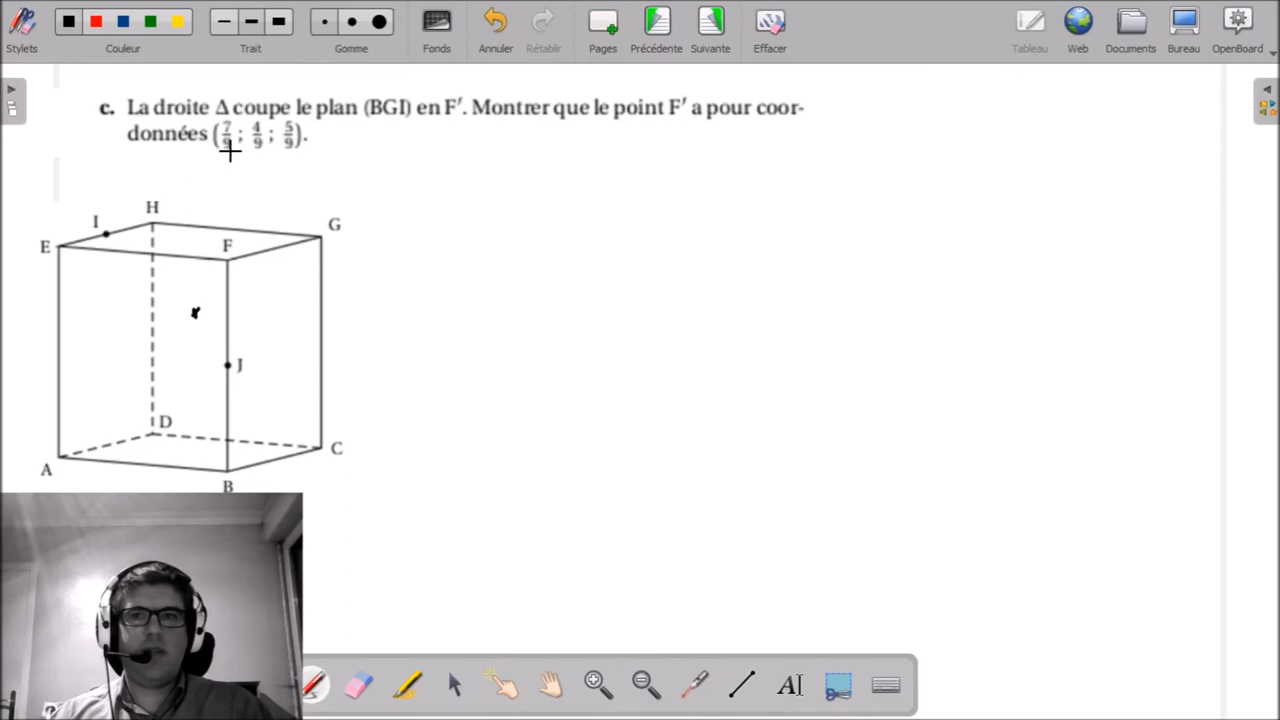 Stylets
Couleur
Trait
Gomme
Fonds
Annuler
Rétablir
Pages
Précédente
Suivante
Effacer
Tableau
Web
Documents
Bureau
OpenBoard
c. La droite Δ coupe le plan (BGI) en F′. Montrer que le point F′ a pour coor-
données (7/9 ; 4/9 ; 5/9).
H
I
G
E
F
J
D
C
A
B
AI